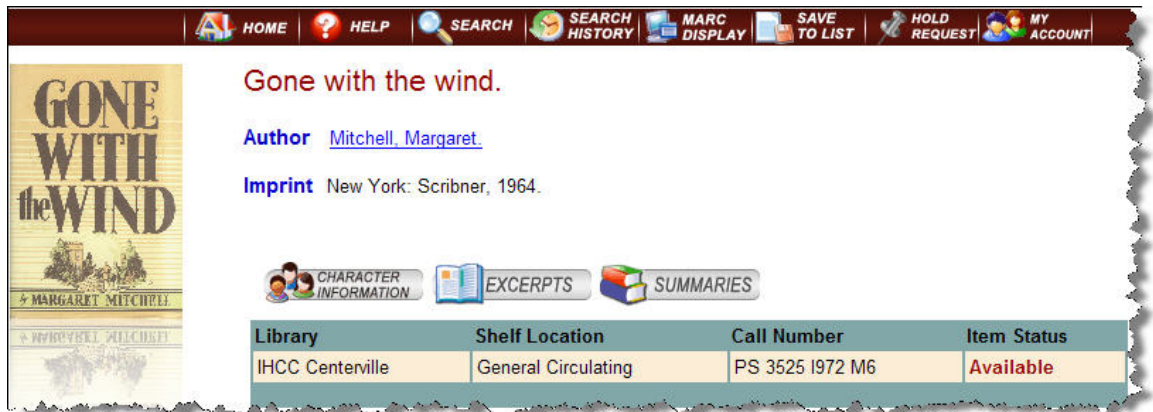 HOME HELP SEARCH SEARCH HISTORY MARC DISPLAY SAVE TO LIST HOLD REQUEST MY ACCOUNT
GONE
WITH
the WIND
by MARGARET MITCHELL
Gone with the wind.
Author Mitchell, Margaret.
Imprint New York: Scribner, 1964.
CHARACTER INFORMATION EXCERPTS SUMMARIES
Library Shelf Location Call Number Item Status
IHCC Centerville General Circulating PS 3525 I972 M6 Available